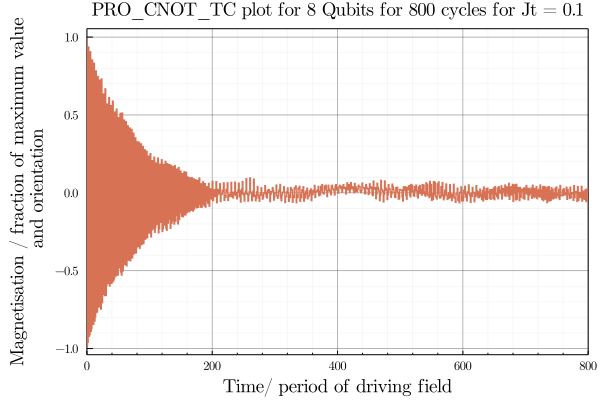 PRO_CNOT_TC plot for 8 Qubits for 800 cycles for Jt = 0.1
Magnetisation / fraction of maximum value
and orientation
1.0
0.5
0.0
−0.5
−1.0
0
200
400
600
800
Time/ period of driving field